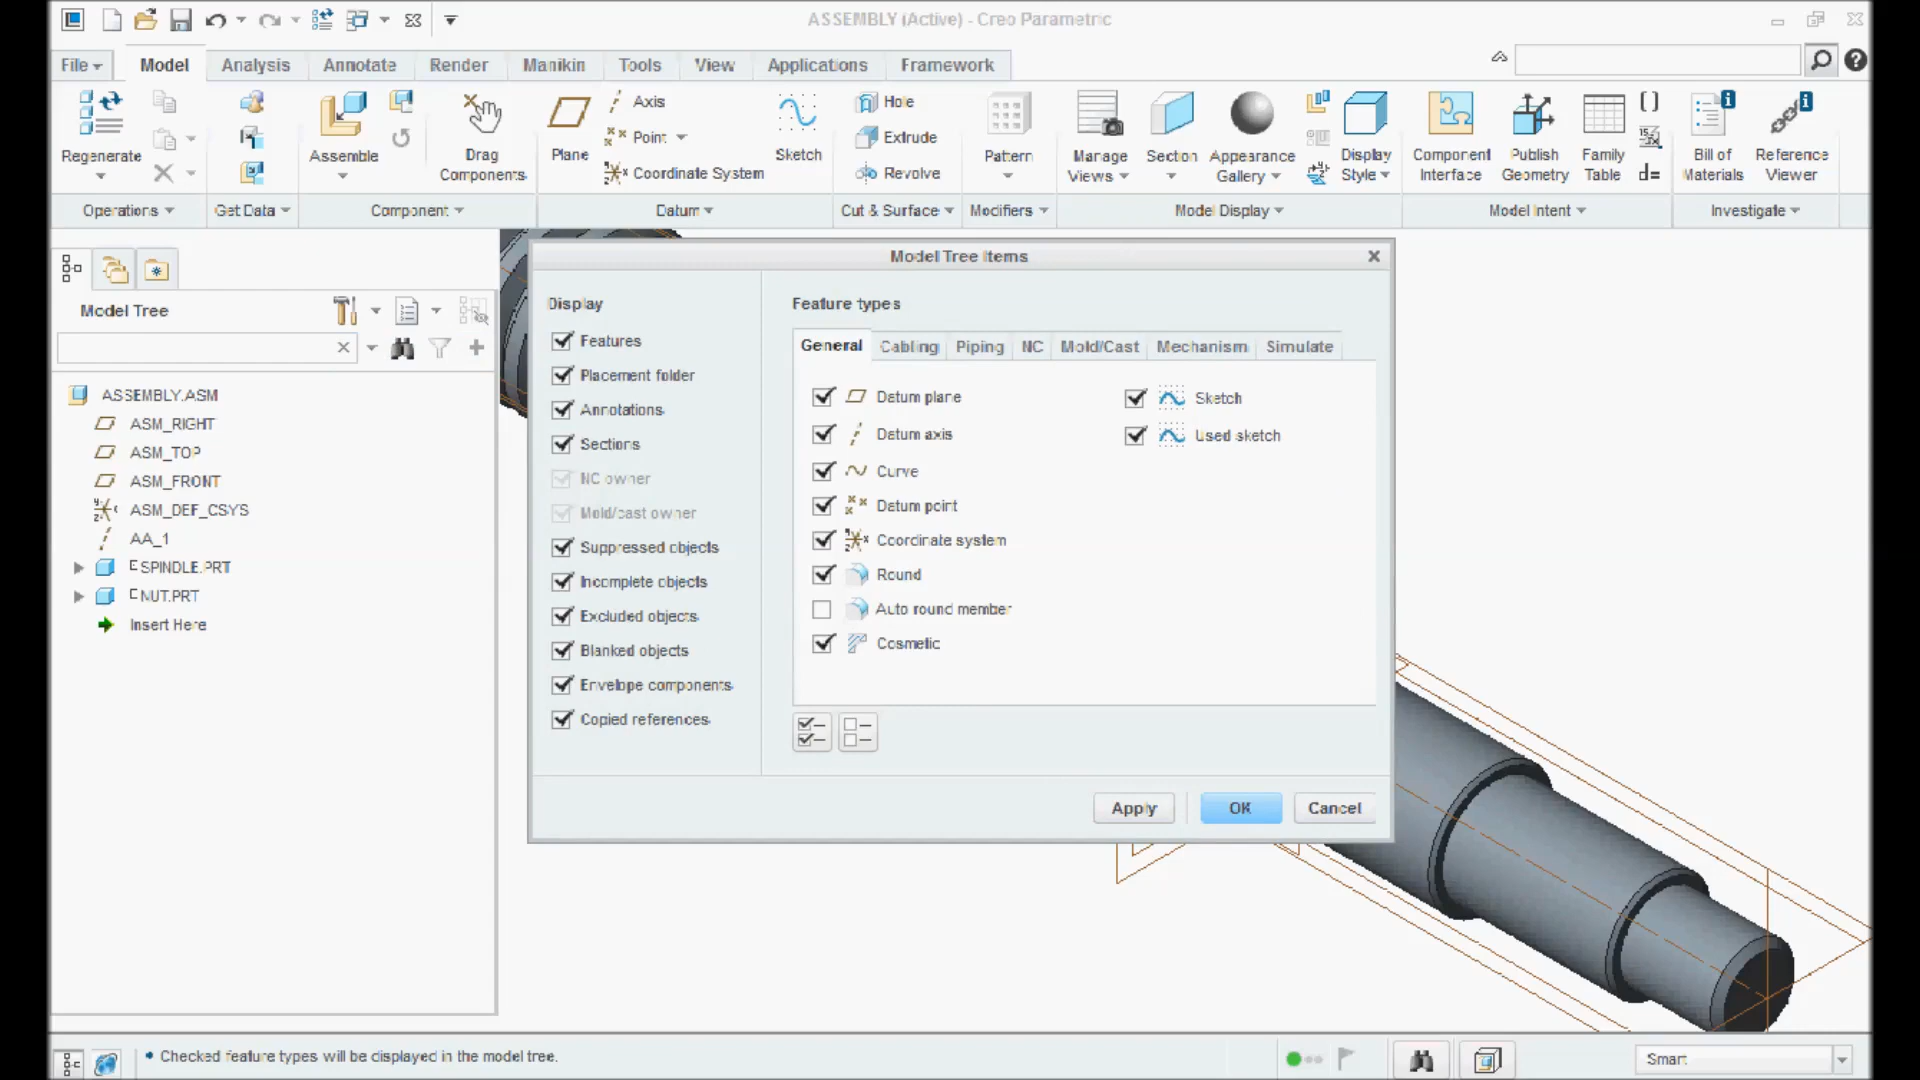 ASSEMBLY (Active) - Creo Parametric
File Model Analysis Annotate Render Manikin Tools View Applications Framework
Regenerate
Assemble
Drag Components
Plane
Axis
Point
Coordinate System
Sketch
Hole
Extrude
Revolve
Pattern
Manage Views
Section
Appearance Gallery
Display Style
Component Interface
Publish Geometry
Family Table
d=
Bill of Materials
Reference Viewer
Operations Get Data Component Datum Cut & Surface Modifiers Model Display Model Intent Investigate
Model Tree
ASSEMBLY.ASM
ASM_RIGHT
ASM_TOP
ASM_FRONT
ASM_DEF_CSYS
AA_1
SPINDLE.PRT
NUT.PRT
Insert Here
Model Tree Items
Display
Features
Placement folder
Annotations
Sections
NC owner
Mold/cast owner
Suppressed objects
Incomplete objects
Excluded objects
Blanked objects
Envelope components
Copied references
Feature types
General Cabling Piping NC Mold/Cast Mechanism Simulate
Datum plane
Datum axis
Curve
Datum point
Coordinate system
Round
Auto round member
Cosmetic
Sketch
Used sketch
Apply OK Cancel
Checked feature types will be displayed in the model tree.
Smart